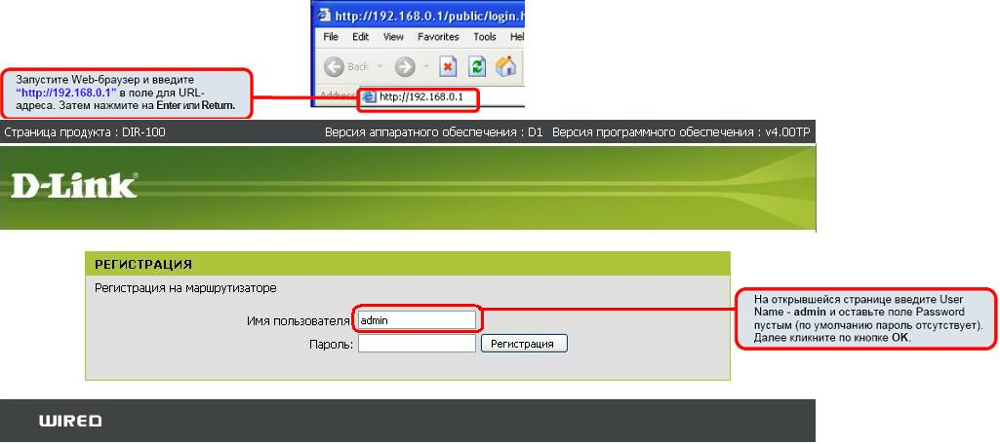 http://192.168.0.1/public/login.h
File Edit View Favorites Tools Hel
Back
Запустите Web-браузер и введите
“http://192.168.0.1” в поле для URL-
адреса. Затем нажмите на Enter или Return.
Address http://192.168.0.1
Страница продукта : DIR-100 Версия аппаратного обеспечения : D1 Версия программного обеспечения : v4.00TP
D-Link®
РЕГИСТРАЦИЯ
Регистрация на маршрутизаторе
Имя пользователя: admin
Пароль: Регистрация
На открывшейся странице введите User
Name - admin и оставьте поле Password
пустым (по умолчанию пароль отсутствует).
Далее кликните по кнопке OK.
WIRED